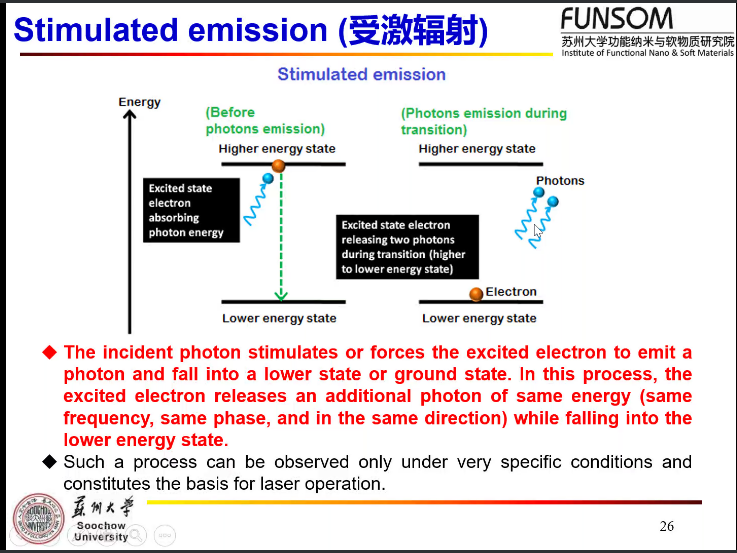 Stimulated emission (受激辐射)
FUNSOM
苏州大学功能纳米与软物质研究院
Institute of Functional Nano & Soft Materials
Stimulated emission
Energy
(Before
photons emission)
Higher energy state
(Photons emission during
transition)
Higher energy state
Excited state
electron
absorbing
photon energy
Photons
Excited state electron
releasing two photons
during transition (higher
to lower energy state)
Electron
Lower energy state
Lower energy state
◆ The incident photon stimulates or forces the excited electron to emit a
photon and fall into a lower state or ground state. In this process, the
excited electron releases an additional photon of same energy (same
frequency, same phase, and in the same direction) while falling into the
lower energy state.
◆ Such a process can be observed only under very specific conditions and
constitutes the basis for laser operation.
蘇州大学
Soochow
University
26